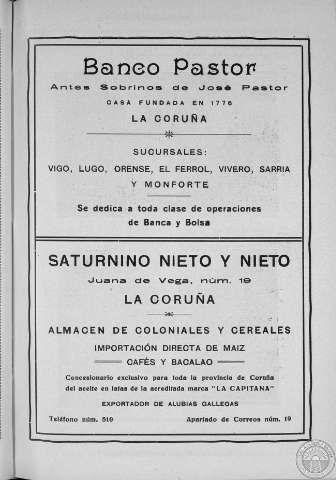 Banco Pastor
Antes Sobrinos de José Pastor
CASA FUNDADA EN 1776
LA CORUÑA
SUCURSALES:
VIGO, LUGO, ORENSE, EL FERROL, VIVERO, SARRIA
Y MONFORTE
Se dedica a toda clase de operaciones
de Banca y Bolsa
SATURNINO NIETO Y NIETO
Juana de Vega, núm. 19
LA CORUÑA
ALMACEN DE COLONIALES Y CEREALES
IMPORTACIÓN DIRECTA DE MAIZ
CAFÉS Y BACALAO
Concesionario exclusivo para toda la provincia de Coruña
del aceite en latas de la acreditada marca "LA CAPITANA"
EXPORTADOR DE ALUBIAS GALLEGAS
Teléfono núm. 510 Apartado de Correos núm. 19